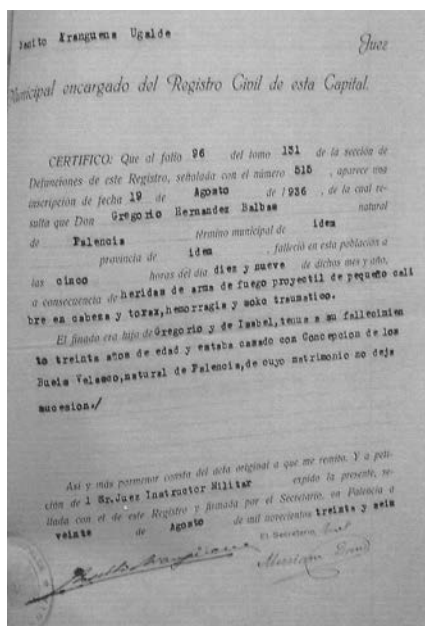 Jacito Aranguena Ugalde
Juez
Municipal encargado del Registro Civil de esta Capital.
CERTIFICO: Que al folio 96 del tomo 131 de la sección de
Defunciones de este Registro, señalada con el número 515 , aparece una
inscripción de fecha 19 de Agosto de 1936 , de la cual re-
sulta que Don Gregorio Hernandez Balbas natural
de Palencia término municipal de idem
provincia de idem , falleció en esta población a
las cinco horas del día diez y nueve de dichos mes y año,
a consecuencia de heridas de arma de fuego proyectil de pequeño cali
bre en cabeza y torax,hemorragia y shoko traumatico.
El finado era hijo de Gregorio y de Isabel,tenus a su fallecimien
to treinta años de edad y estaba casado con Concepcion de los
Bueis Velasco,natural de Palencia,de cuyo matrimonio no deja
sucesion./
Así y más pormenor consta del acta original a que me remito. Y a peti-
ción de l Sr.Juez Instructor Militar expido la presente, se-
llada con el de este Registro y firmada por el Secretario, en Palencia a
veinte de Agosto de mil novecientos treinta y seis
El Secretario,